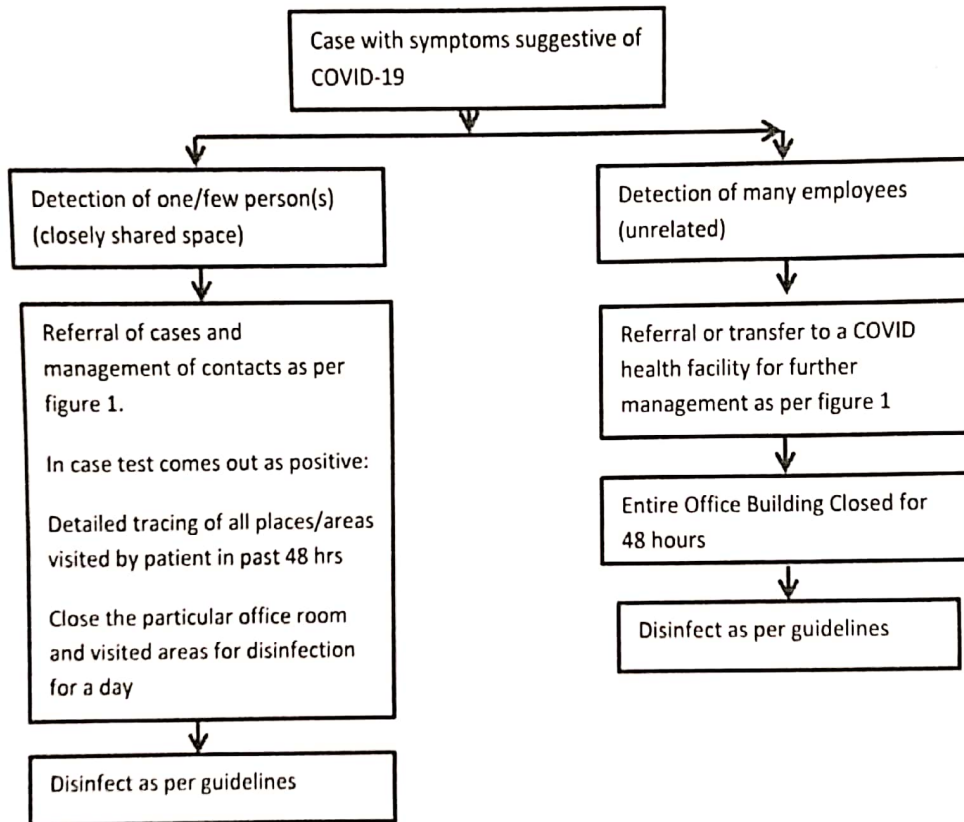 Case with symptoms suggestive of
COVID-19
Detection of one/few person(s)
(closely shared space)
Referral of cases and
management of contacts as per
figure 1.
In case test comes out as positive:
Detailed tracing of all places/areas
visited by patient in past 48 hrs
Close the particular office room
and visited areas for disinfection
for a day
Disinfect as per guidelines
Detection of many employees
(unrelated)
Referral or transfer to a COVID
health facility for further
management as per figure 1
Entire Office Building Closed for
48 hours
Disinfect as per guidelines